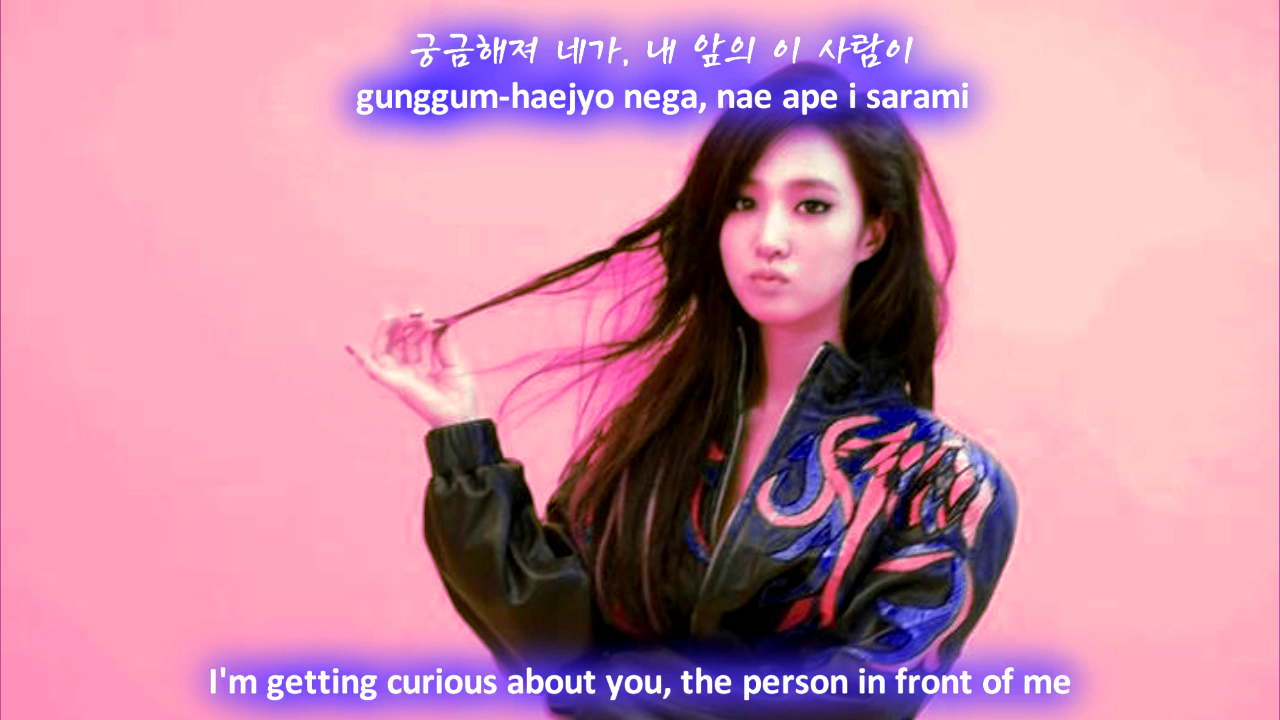 궁금해져 네가, 내 앞의 이 사람이
gunggum-haejyo nega, nae ape i sarami
I'm getting curious about you, the person in front of me